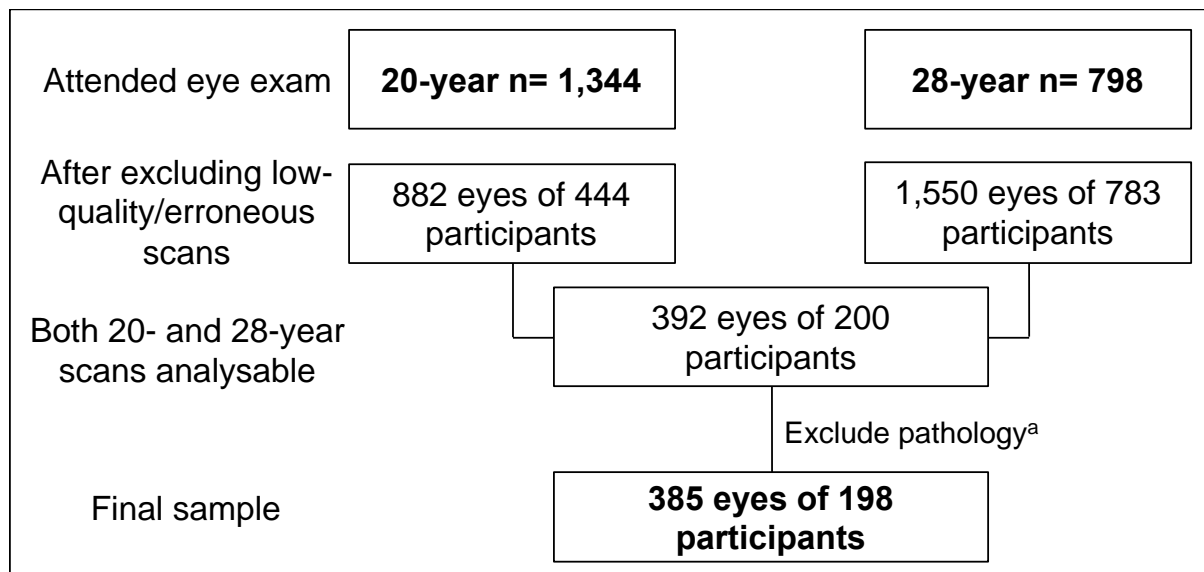 Attended eye exam
20-year n= 1,344
28-year n= 798
After excluding low-
quality/erroneous
scans
882 eyes of 444
participants
1,550 eyes of 783
participants
Both 20- and 28-year
scans analysable
392 eyes of 200
participants
Exclude pathologyᵃ
Final sample
385 eyes of 198
participants